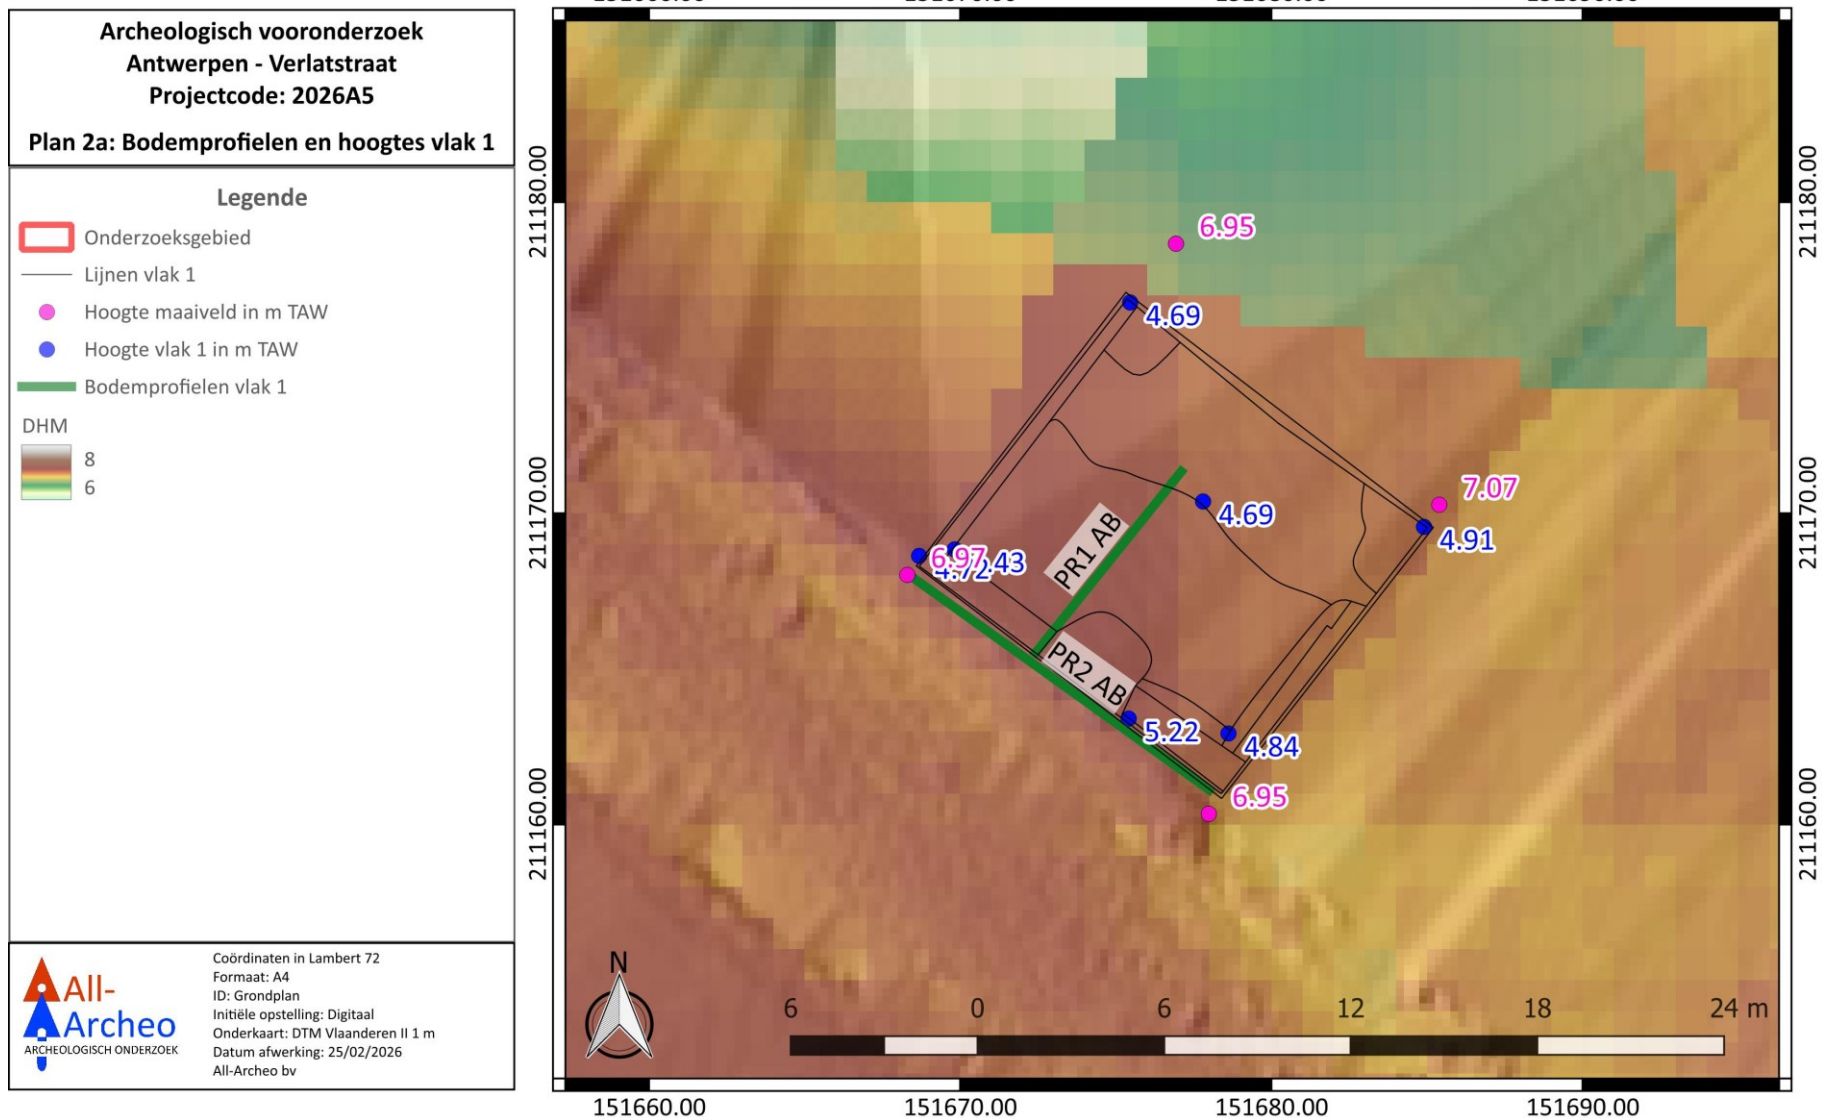 Archeologisch vooronderzoek
Antwerpen - Verlatstraat
Projectcode: 2026A5
Plan 2a: Bodemprofielen en hoogtes vlak 1
Legende
Onderzoeksgebied
Lijnen vlak 1
Hoogte maaiveld in m TAW
Hoogte vlak 1 in m TAW
Bodemprofielen vlak 1
DHM
8
6
All-
Archeo
ARCHEOLOGISCH ONDERZOEK
Coördinaten in Lambert 72
Formaat: A4
ID: Grondplan
Initiële opstelling: Digitaal
Onderkaart: DTM Vlaanderen II 1 m
Datum afwerking: 25/02/2026
All-Archeo bv
211180.00
211180.00
6.95
4.69
211170.00
211170.00
7.07
4.69
4.91
PR1 AB
6.97
4.72
43
PR2 AB
5.22
4.84
6.95
211160.00
211160.00
N
6 0 6 12 18 24 m
151660.00 151670.00 151680.00 151690.00